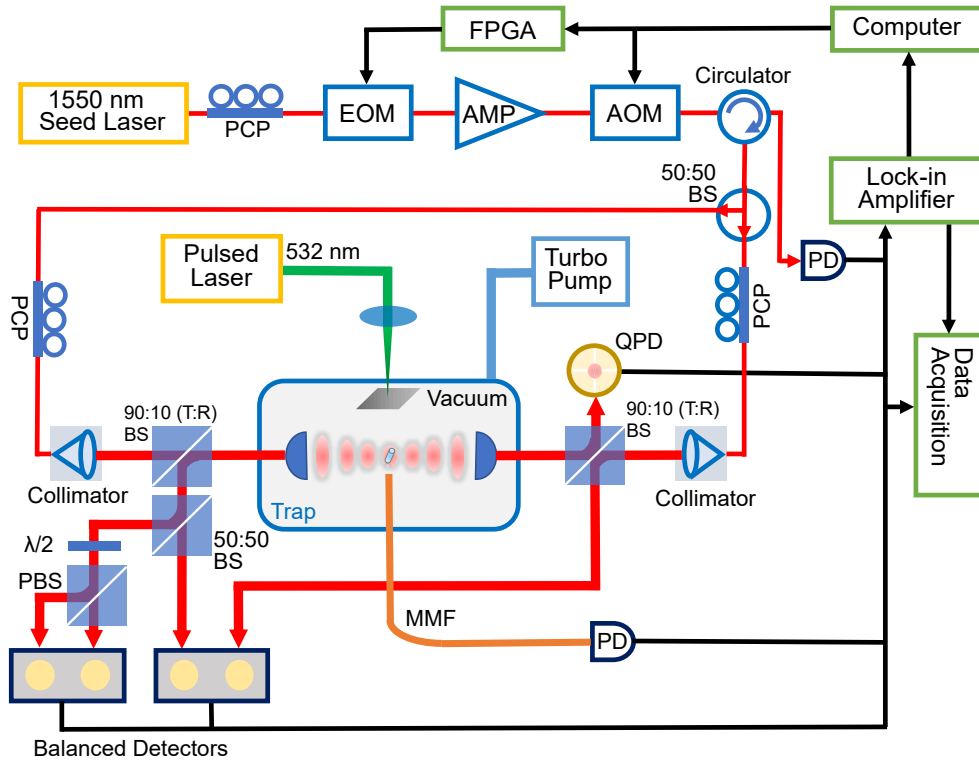 FPGA
Computer
1550 nm
Seed Laser
PCP
EOM
AMP
AOM
Circulator
50:50
BS
Lock-in
Amplifier
Pulsed
Laser
532 nm
Turbo
Pump
PD
PCP
PCP
QPD
Data
Acquisition
Vacuum
90:10 (T:R)
BS
90:10 (T:R)
BS
Collimator
Trap
Collimator
λ/2
50:50
BS
PBS
MMF
PD
Balanced Detectors